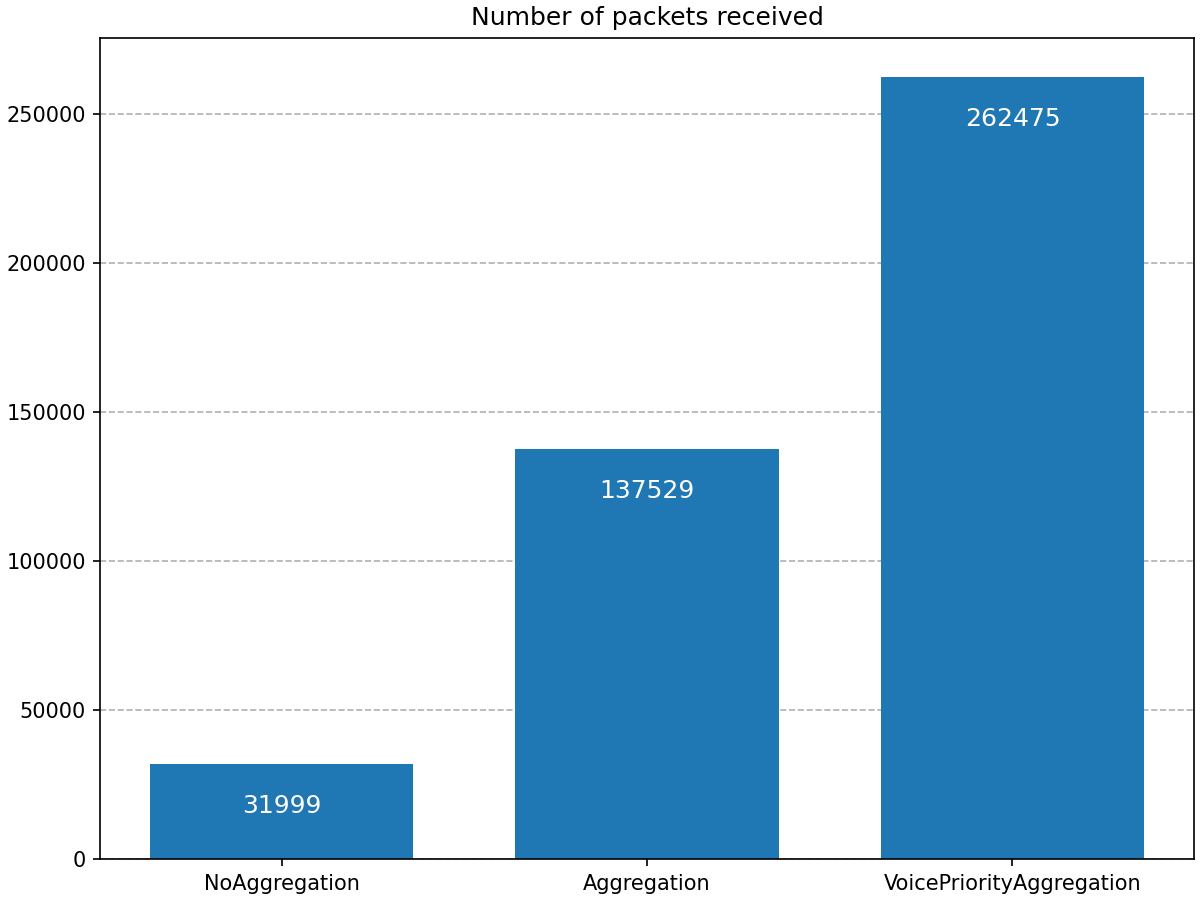 Number of packets received
250000
200000
150000
100000
50000
0
262475
137529
31999
NoAggregation
Aggregation
VoicePriorityAggregation